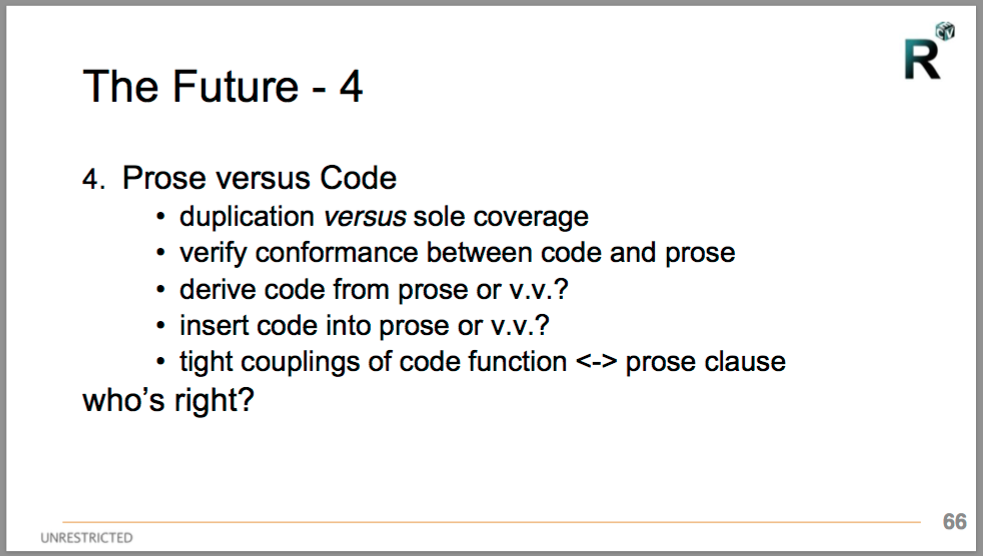 R
CEV
The Future - 4
4. Prose versus Code
• duplication versus sole coverage
• verify conformance between code and prose
• derive code from prose or v.v.?
• insert code into prose or v.v.?
• tight couplings of code function <-> prose clause
who's right?
UNRESTRICTED
66